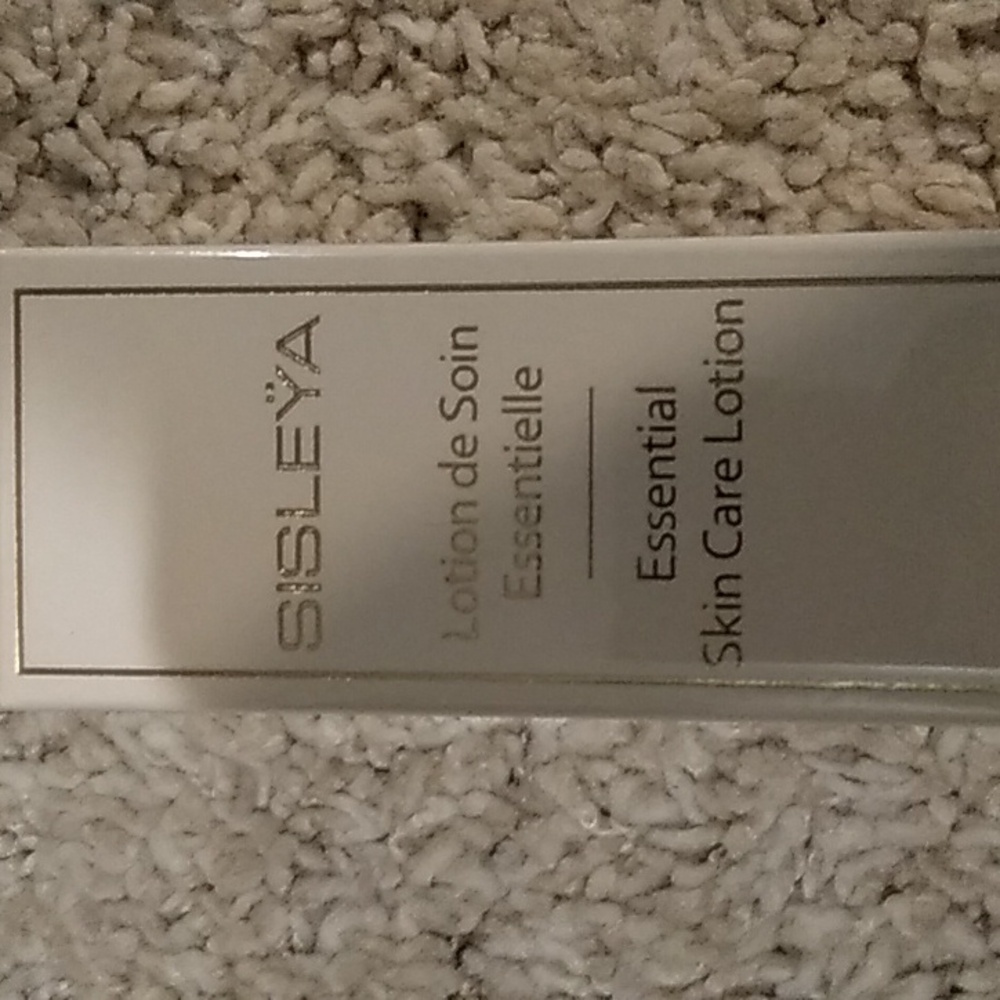 SISLEŸA
Lotion de Soin
Essentielle
Essential
Skin Care Lotion